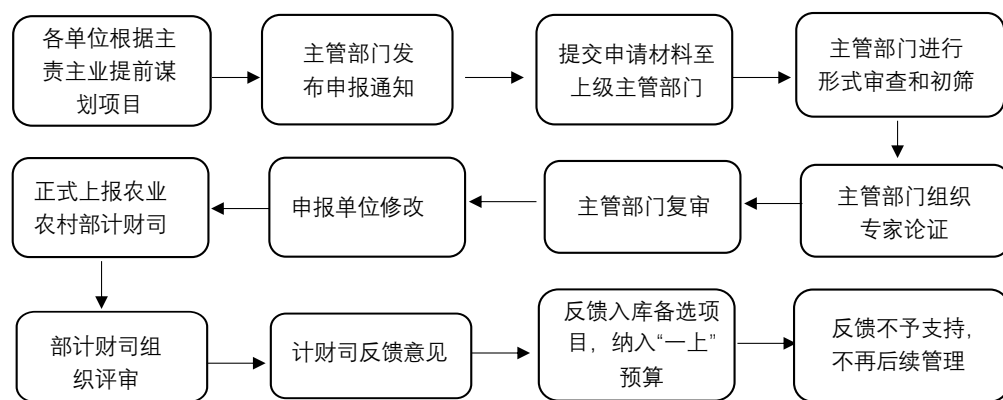 各单位根据主
责主业提前谋
划项目
主管部门发
布申报通知
提交申请材料至
上级主管部门
主管部门进行
形式审查和初筛
主管部门组织
专家论证
主管部门复审
申报单位修改
正式上报农业
农村部计财司
部计财司组
织评审
计财司反馈意见
反馈入库备选项
目，纳入“一上”
预算
反馈不予支持，
不再后续管理